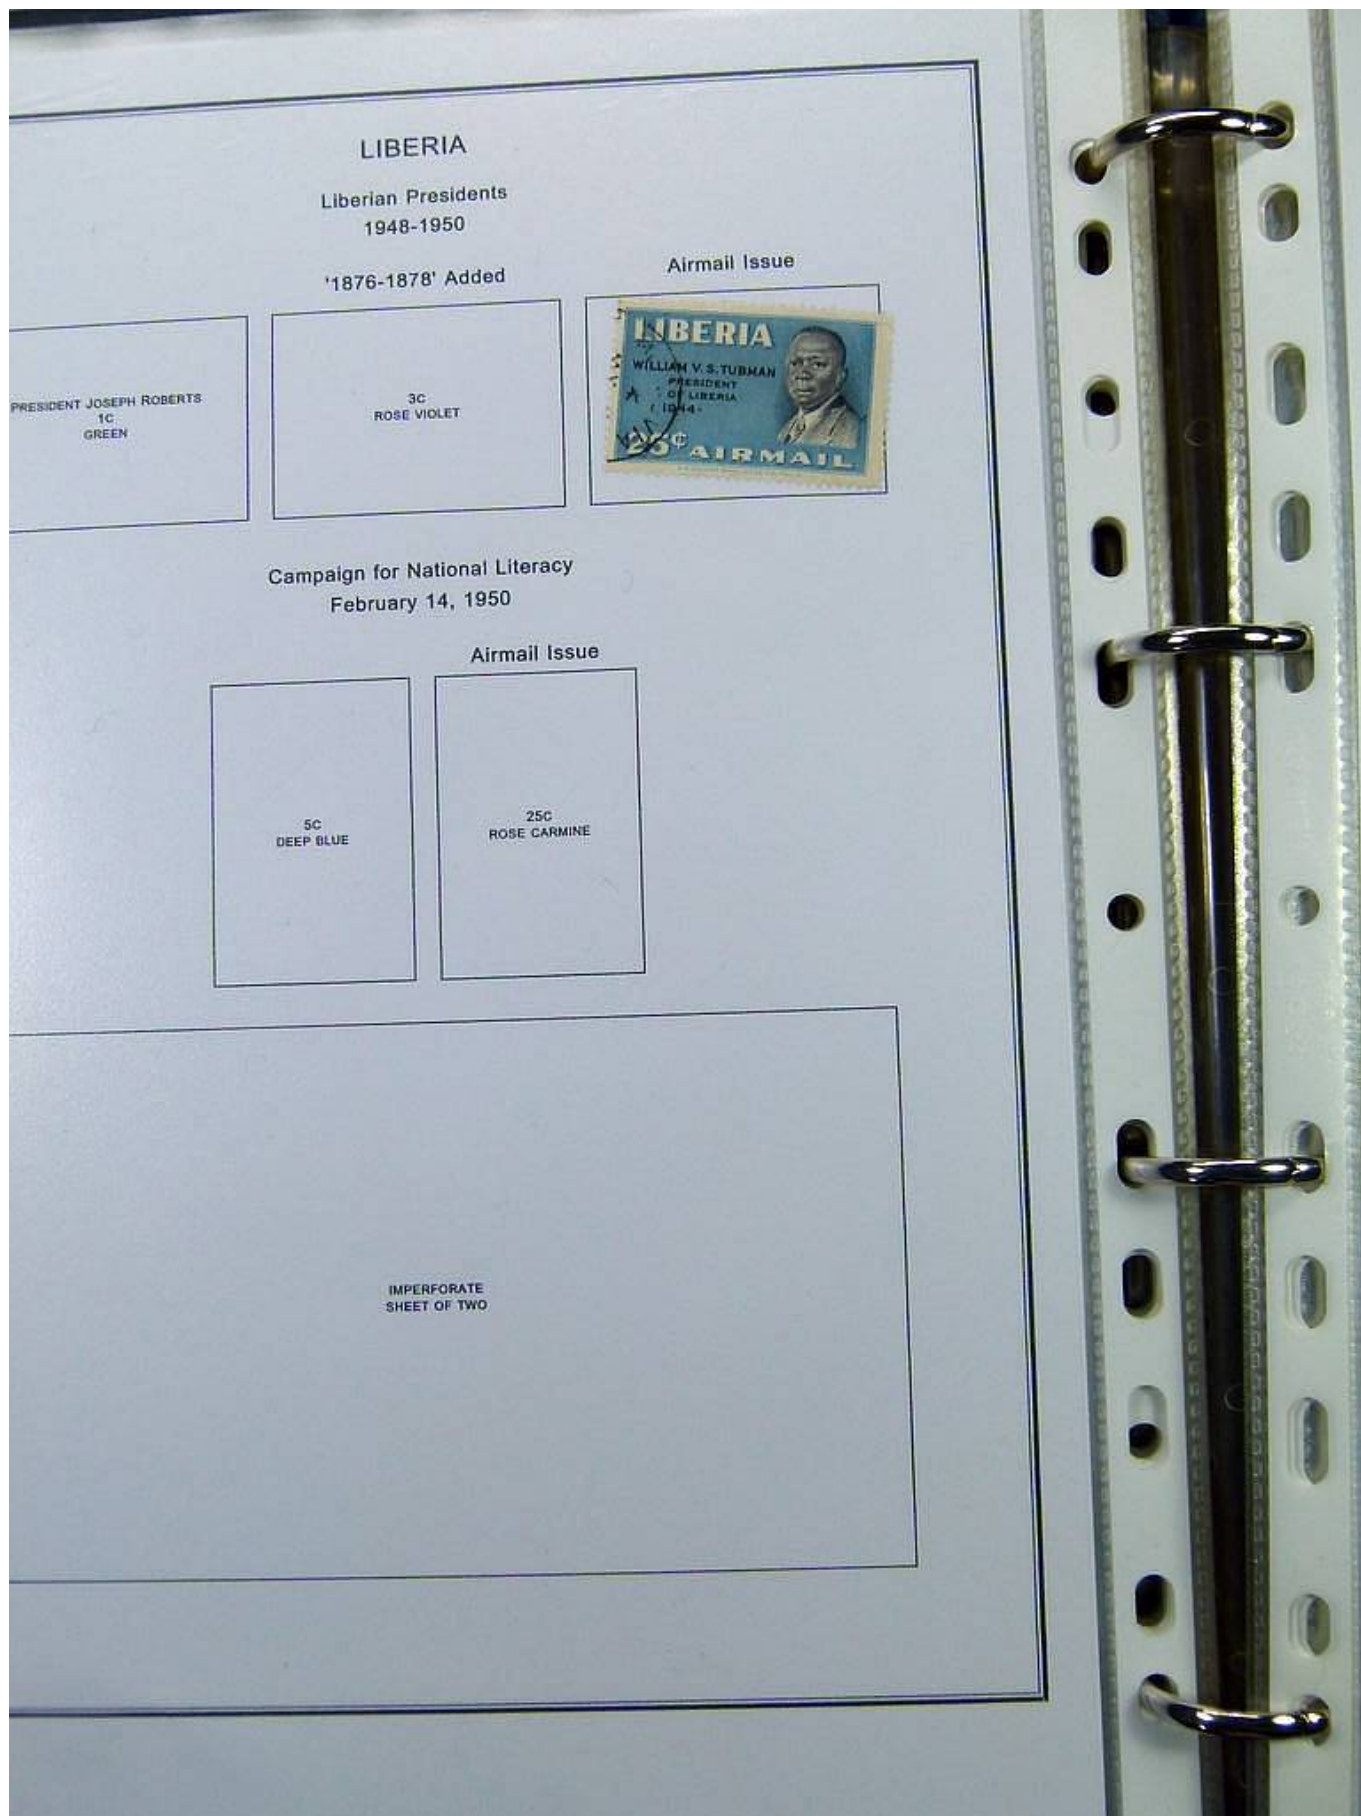 LIBERIA
Liberian Presidents
1948-1950
'1876-1878' Added
Airmail Issue
PRESIDENT JOSEPH ROBERTS
1C
GREEN
3C
ROSE VIOLET
LIBERIA
WILLIAM V. S. TUBMAN
PRESIDENT
OF LIBERIA
1944-
25¢ AIRMAIL
Campaign for National Literacy
February 14, 1950
Airmail Issue
5C
DEEP BLUE
25C
ROSE CARMINE
IMPERFORATE
SHEET OF TWO